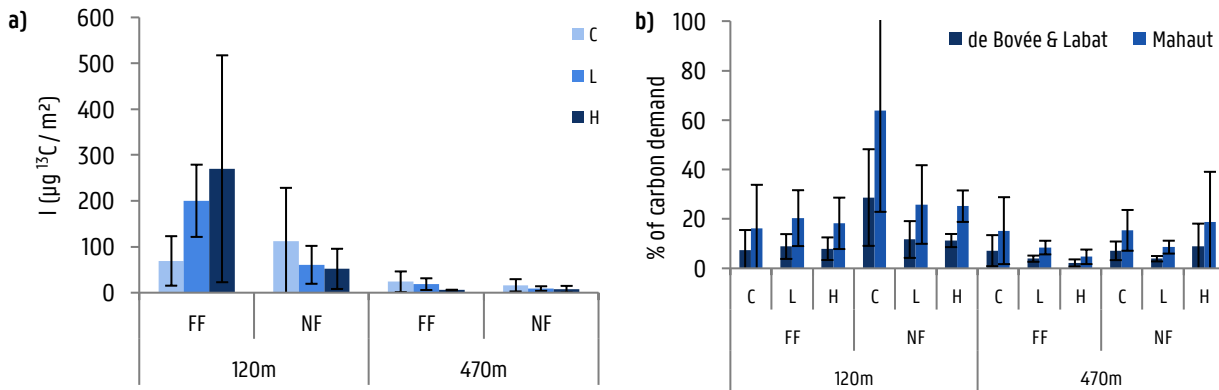 a)
I (µg ¹³C/ m²)
600
500
400
300
200
100
0
C
L
H
FF NF FF NF
120m 470m
b)
% of carbon demand
100
80
60
40
20
0
de Bovée & Labat Mahaut
C L H C L H C L H C L H
FF NF FF NF
120m 470m